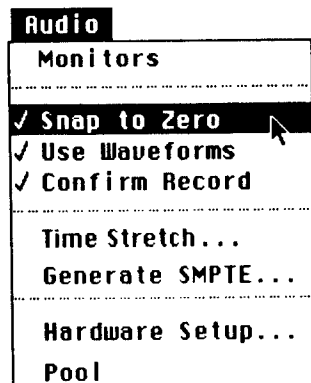 Audio
Monitors
✓ Snap to Zero
✓ Use Waveforms
✓ Confirm Record
Time Stretch...
Generate SMPTE...
Hardware Setup...
Pool